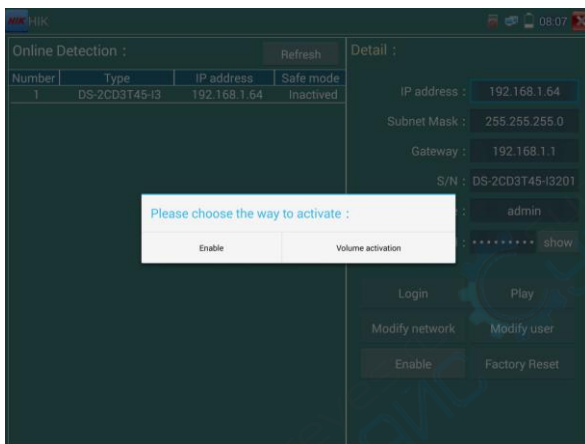 HIK HIK 08:07
Online Detection :
Refresh
Number Type IP address Safe mode
1 DS-2CD3T45-I3 192.168.1.64 Inactived
Detail :
IP address : 192.168.1.64
Subnet Mask : 255.255.255.0
Gateway : 192.168.1.1
S/N : DS-2CD3T45-I3201
: admin
: ••••••••• show
Please choose the way to activate :
Enable Volume activation
Login Play
Modify network Modify user
Enable Factory Reset